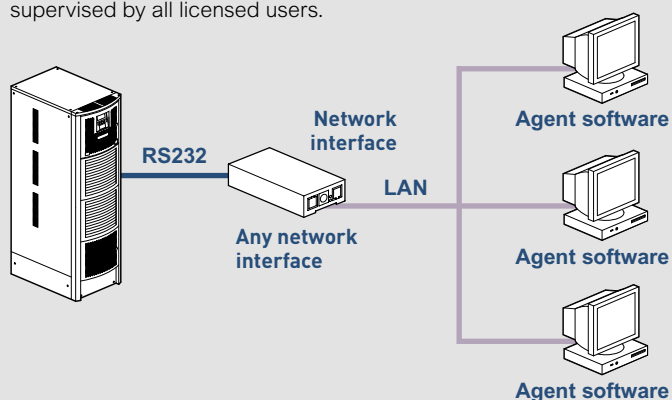 supervised by all licensed users.
Network
interface
Agent software
RS232
LAN
Any network
interface
Agent software
Agent software